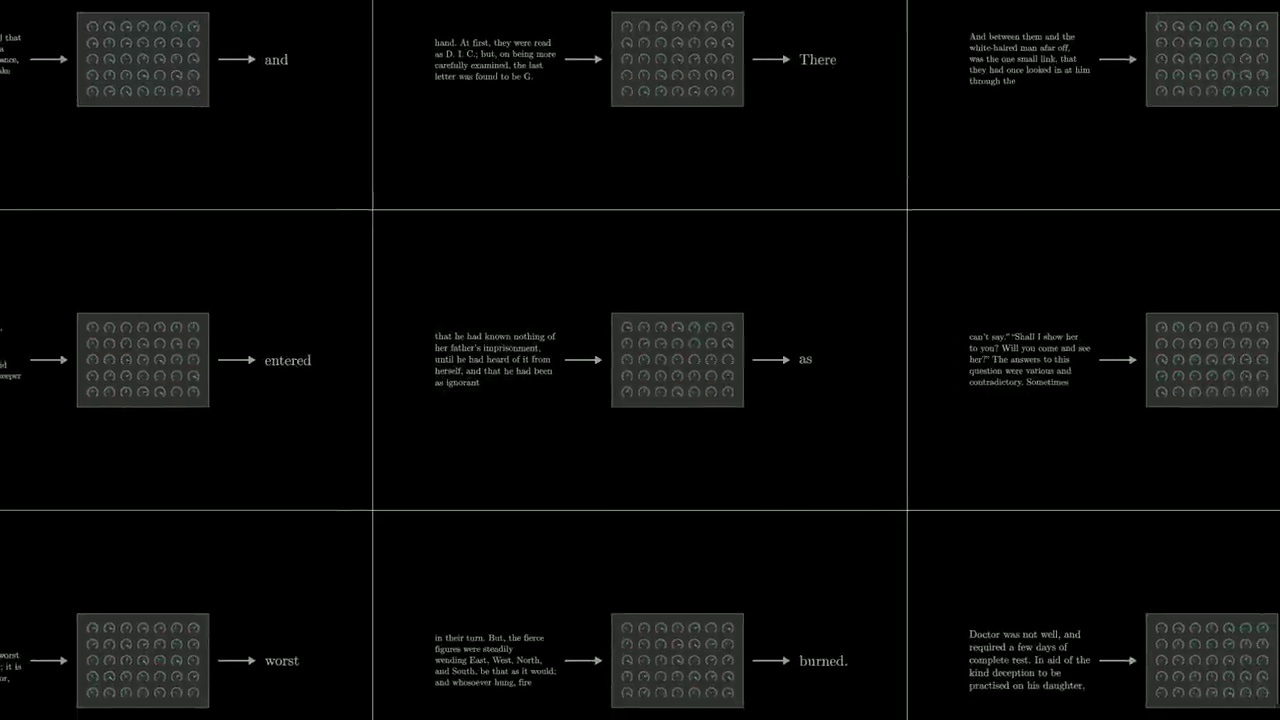 that
a
and
hand. At first, they were read
as D. I. C.; but, on being more
carefully examined, the last
letter was found to be G.
There
And between them and the
white-haired man afar off,
was the one small link, that
they had once looked in at him
through the
entered
that he had known nothing of
her father's imprisonment,
until he had heard of it from
herself, and that he had been
as ignorant
as
can't say." "Shall I show her
to you? Will you come and see
her?" The answers to this
question were various and
contradictory. Sometimes
worst
; it is
worst
in their turn. But, the fierce
figures were steadily
wending East, West, North,
and South, be that as it would;
and whosoever hung, fire
burned.
Doctor was not well, and
required a few days of
complete rest. In aid of the
kind deception to be
practised on his daughter,